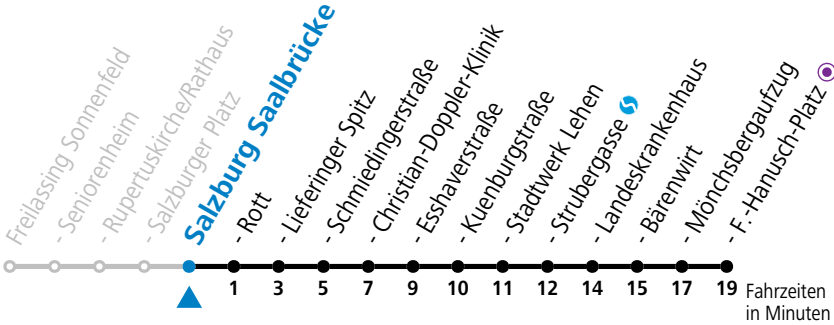 Freilassing Sonnenfeld
- Seniorenheim
- Rupertuskirche/Rathaus
- Salzburger Platz
Salzburg Saalbrücke
- Rott
- Lieferinger Spitz
- Schmiedingerstraße
- Christian-Doppler-Klinik
- Esshaverstraße
- Kuenburgstraße
- Stadtwerk Lehen
- Strubergasse
- Landeskrankenhaus
- Bärenwirt
- Mönchsbergaufzug
- F.-Hanusch-Platz
1 3 5 7 9 10 11 12 14 15 17 19 Fahrzeiten
in Minuten